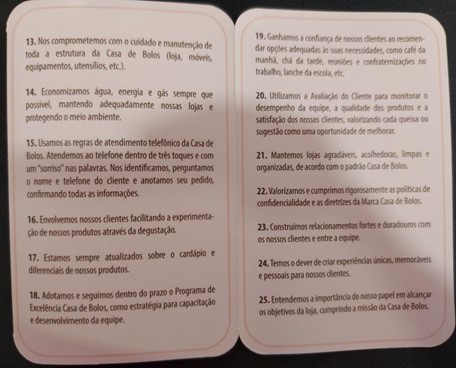 13. Nos comprometemos com o cuidado e manutenção de
toda a estrutura da Casa de Bolos (loja, móveis,
equipamentos, utensílios, etc.).
14. Economizamos água, energia e gás sempre que
possível, mantendo adequadamente nossas lojas e
protegendo o meio ambiente.
15. Usamos as regras de atendimento telefônico da Casa de
Bolos. Atendemos ao telefone dentro de três toques e com
um "sorriso" nas palavras. Nos identificamos, perguntamos
o nome e telefone do cliente e anotamos seu pedido,
confirmando todas as informações.
16. Envolvemos nossos clientes facilitando a experimenta-
ção de nossos produtos através da degustação.
17. Estamos sempre atualizados sobre o cardápio e
diferenciais de nossos produtos.
18. Adotamos e seguimos dentro do prazo o Programa de
Excelência Casa de Bolos, como estratégia para capacitação
e desenvolvimento da equipe.
19. Ganhamos a confiança de nossos clientes ao recomen-
dar opções adequadas às suas necessidades, como café da
manhã, chá da tarde, reuniões e confraternizações no
trabalho, lanche da escola, etc.
20. Utilizamos a Avaliação do Cliente para monitorar o
desempenho da equipe, a qualidade dos produtos e a
satisfação dos nossos clientes, valorizando cada queixa ou
sugestão como uma oportunidade de melhorar.
21. Mantemos lojas agradáveis, acolhedoras, limpas e
organizadas, de acordo com o padrão Casa de Bolos.
22. Valorizamos e cumprimos rigorosamente as políticas de
confidencialidade e as diretrizes da Marca Casa de Bolos.
23. Construímos relacionamentos fortes e duradouros com
os nossos clientes e entre a equipe.
24. Temos o dever de criar experiências únicas, memoráveis
e pessoais para nossos clientes.
25. Entendemos a importância do nosso papel em alcançar
os objetivos da loja, cumprindo a missão da Casa de Bolos.